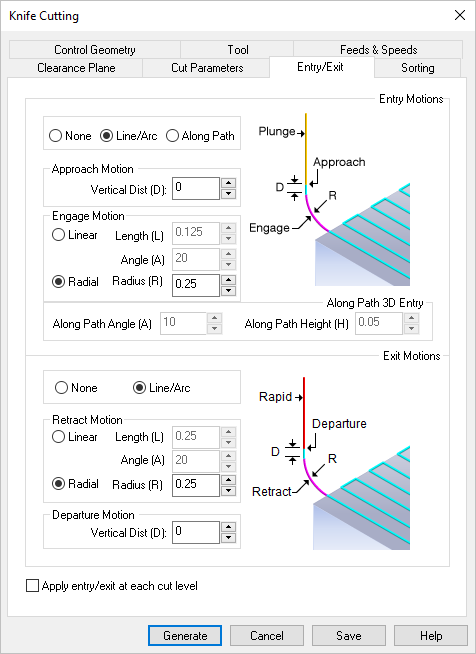 Knife Cutting
Control Geometry Tool Feeds & Speeds
Clearance Plane Cut Parameters Entry/Exit Sorting
Entry Motions
None Line/Arc Along Path
Plunge
Approach Motion
Vertical Dist (D): 0
Approach
D
R
Engage
Engage Motion
Linear Length (L) 0.125
Angle (A) 20
Radial Radius (R) 0.25
Along Path 3D Entry
Along Path Angle (A) 10 Along Path Height (H) 0.05
Exit Motions
None Line/Arc
Rapid
Departure
D
R
Retract
Retract Motion
Linear Length (L) 0.25
Angle (A) 20
Radial Radius (R) 0.25
Departure Motion
Vertical Dist (D): 0
Apply entry/exit at each cut level
Generate Cancel Save Help